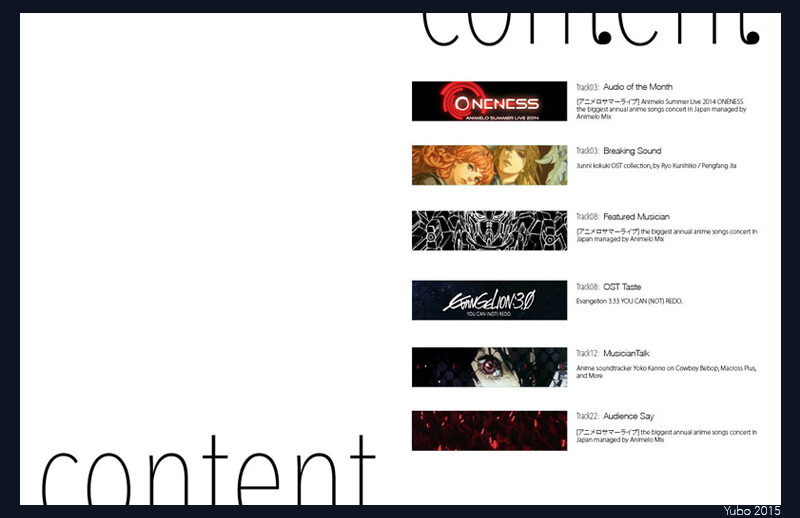 content
content
ONENESS
ANIMELO SUMMER LIVE 2014
Track03: Audio of the Month
[アニメロサマーライブ] Animelo Summer Live 2014 ONENESS
the biggest annual anime songs concert in Japan managed by
Animelo Mix
Track03: Breaking Sound
Junni kokuki OST collection, by Ryo Kunihiko / Pengfang Jia
Track08: Featured Musician
[アニメロサマーライブ] the biggest annual anime songs concert in
Japan managed by Animelo Mix
EVANGELION:3.0
YOU CAN (NOT) REDO.
Track08: OST Taste
Evangelion 3.33 YOU CAN (NOT) REDO.
Track12: MusicianTalk
Anime soundtracker Yoko Kanno on Cowboy Bebop, Macross Plus,
and More
Track22: Audience Say
[アニメロサマーライブ] the biggest annual anime songs concert in
Japan managed by Animelo Mix
Yubo 2015